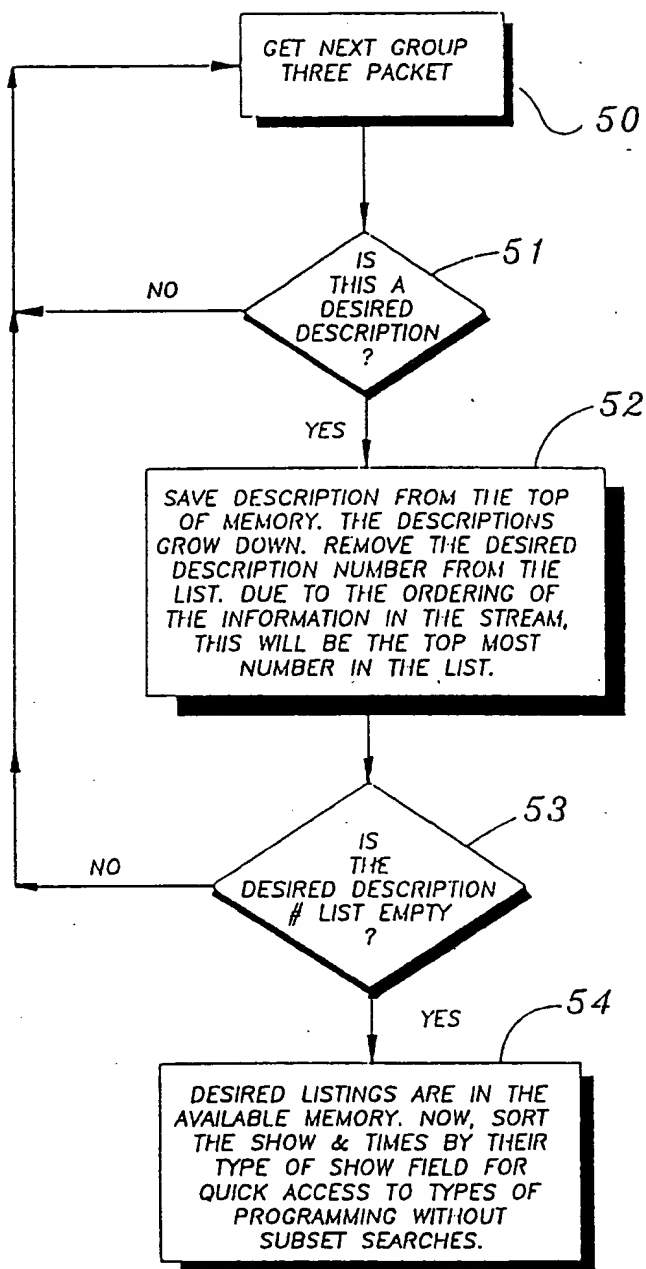 GET NEXT GROUP
THREE PACKET
50
IS
THIS A
DESIRED
DESCRIPTION
?
51
NO
YES
52
SAVE DESCRIPTION FROM THE TOP
OF MEMORY. THE DESCRIPTIONS
GROW DOWN. REMOVE THE DESIRED
DESCRIPTION NUMBER FROM THE
LIST. DUE TO THE ORDERING OF
THE INFORMATION IN THE STREAM,
THIS WILL BE THE TOP MOST
NUMBER IN THE LIST.
53
IS
THE
DESIRED DESCRIPTION
# LIST EMPTY
?
NO
YES
54
DESIRED LISTINGS ARE IN THE
AVAILABLE MEMORY. NOW, SORT
THE SHOW & TIMES BY THEIR
TYPE OF SHOW FIELD FOR
QUICK ACCESS TO TYPES OF
PROGRAMMING WITHOUT
SUBSET SEARCHES.